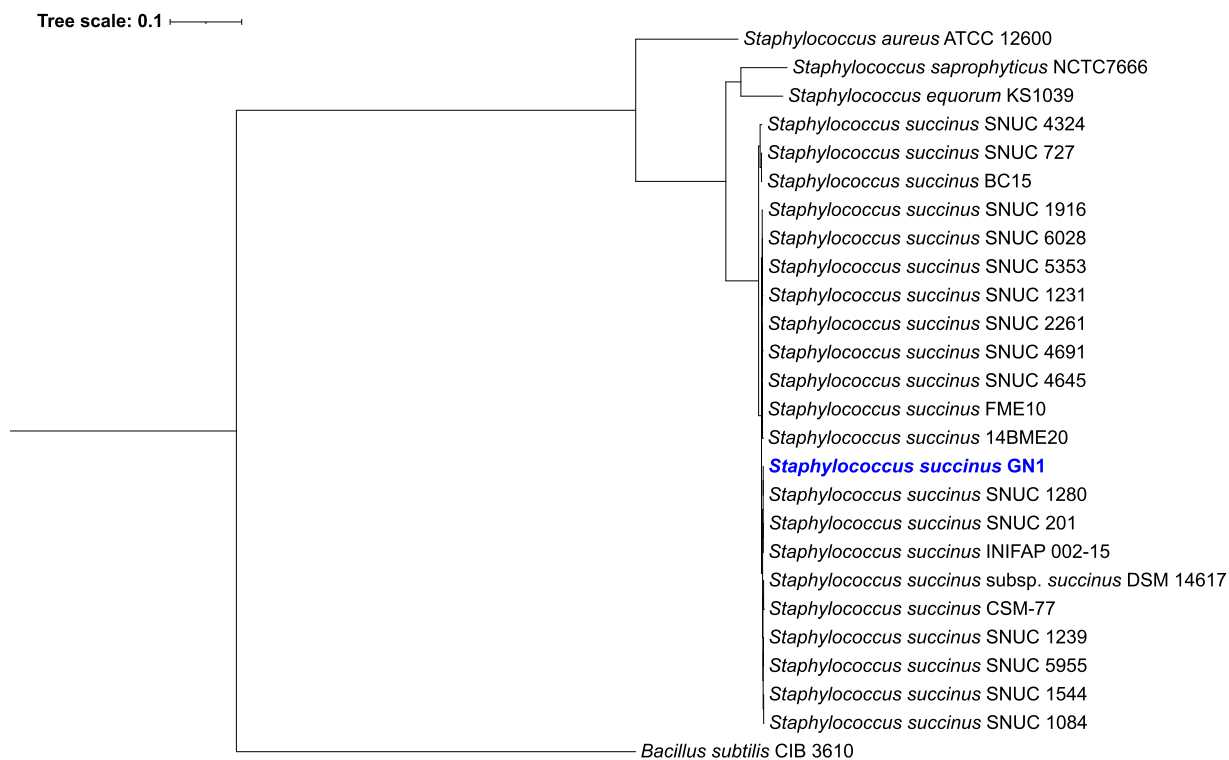 Tree scale: 0.1
Staphylococcus aureus ATCC 12600
Staphylococcus saprophyticus NCTC7666
Staphylococcus equorum KS1039
Staphylococcus succinus SNUC 4324
Staphylococcus succinus SNUC 727
Staphylococcus succinus BC15
Staphylococcus succinus SNUC 1916
Staphylococcus succinus SNUC 6028
Staphylococcus succinus SNUC 5353
Staphylococcus succinus SNUC 1231
Staphylococcus succinus SNUC 2261
Staphylococcus succinus SNUC 4691
Staphylococcus succinus SNUC 4645
Staphylococcus succinus FME10
Staphylococcus succinus 14BME20
Staphylococcus succinus GN1
Staphylococcus succinus SNUC 1280
Staphylococcus succinus SNUC 201
Staphylococcus succinus INIFAP 002-15
Staphylococcus succinus subsp. succinus DSM 14617
Staphylococcus succinus CSM-77
Staphylococcus succinus SNUC 1239
Staphylococcus succinus SNUC 5955
Staphylococcus succinus SNUC 1544
Staphylococcus succinus SNUC 1084
Bacillus subtilis CIB 3610